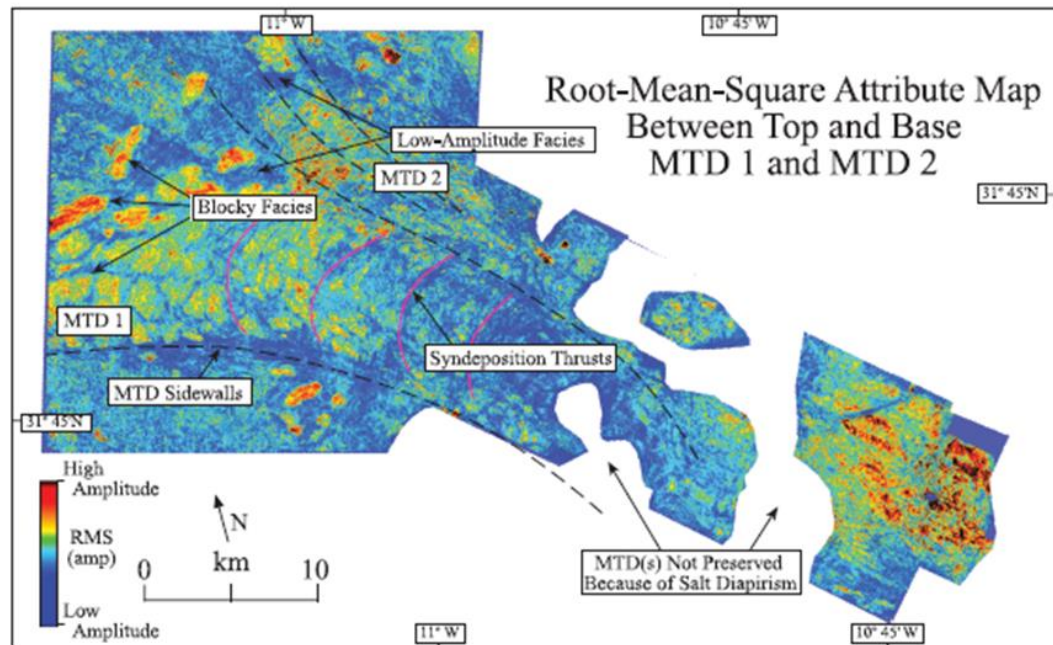 11° W
10° 45' W
Root-Mean-Square Attribute Map
Between Top and Base
MTD 1 and MTD 2
Low-Amplitude Facies
MTD 2
31° 45'N
Blocky Facies
MTD 1
Syndeposition Thrusts
MTD Sidewalls
31° 45'N
High
Amplitude
RMS
(amp)
Low
Amplitude
N
km
0 10
MTD(s) Not Preserved
Because of Salt Diapirism
11° W
10° 45' W